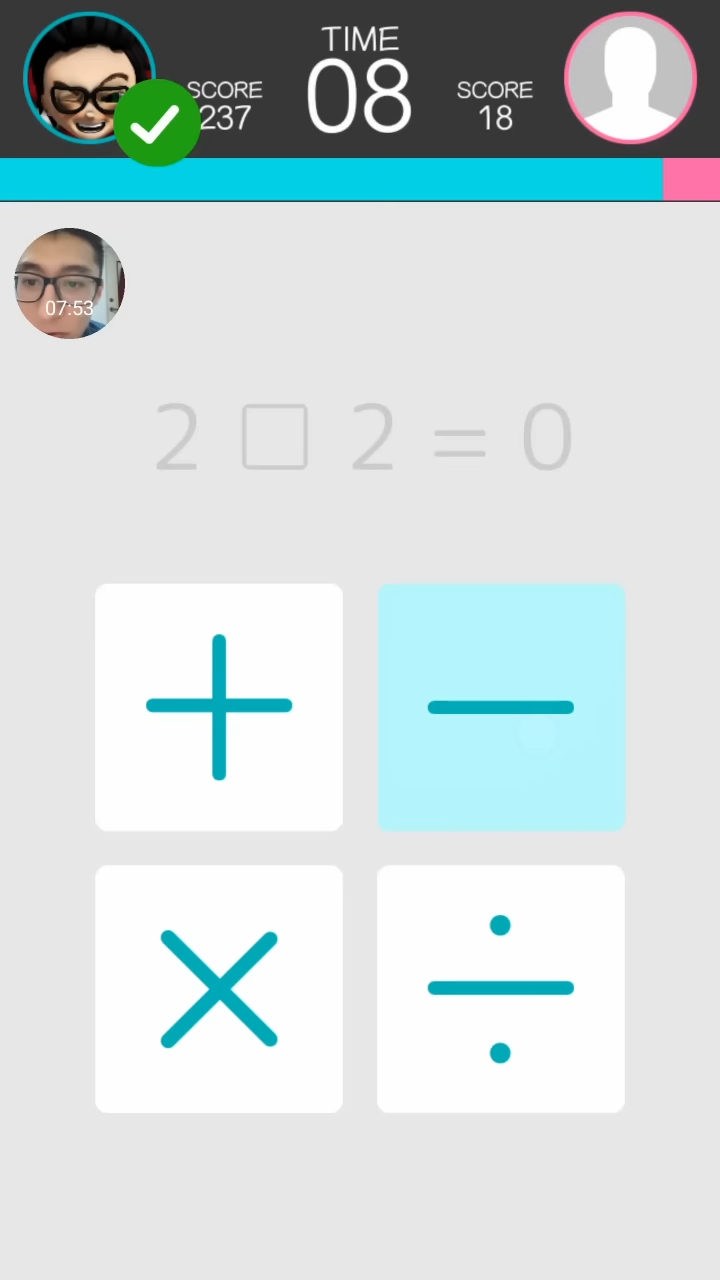 TIME
08
SCORE
237
SCORE
18
07:53
2 □ 2 = 0
+
−
×
÷